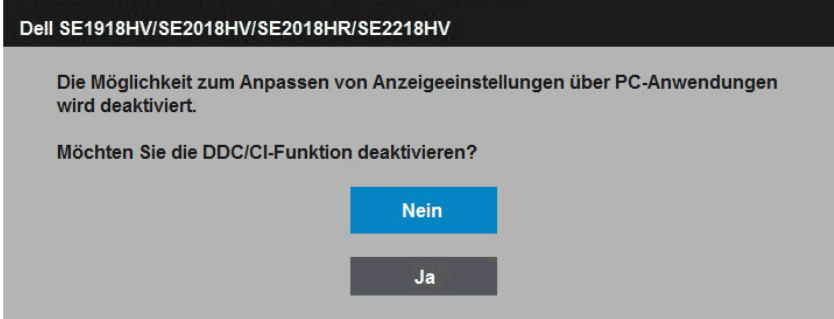 Dell SE1918HV/SE2018HV/SE2018HR/SE2218HV
Die Möglichkeit zum Anpassen von Anzeigeeinstellungen über PC-Anwendungen
wird deaktiviert.
Möchten Sie die DDC/CI-Funktion deaktivieren?
Nein
Ja